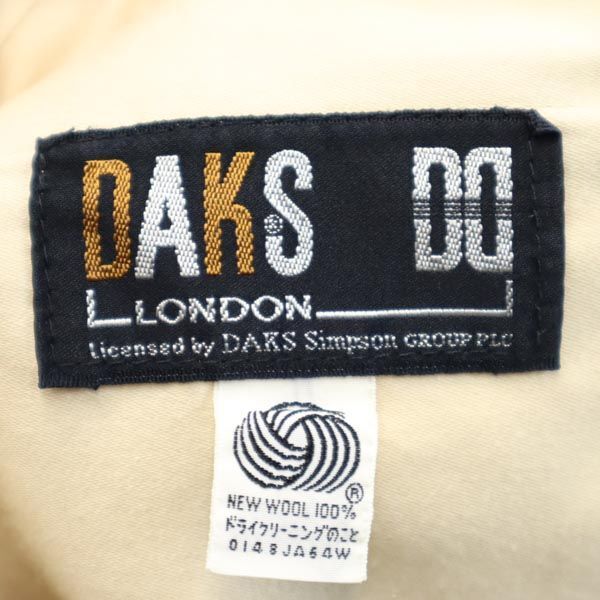 DAKS DD
®
LONDON
licensed by DAKS Simpson GROUP PLC
®
NEW WOOL 100%
ドライクリーニングのこと
0148JA64W